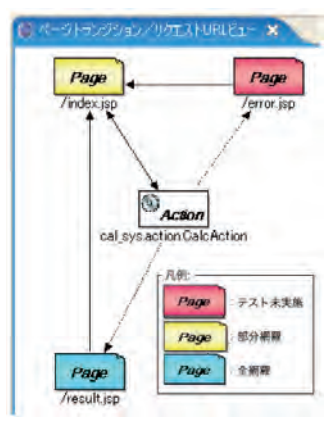 ページトランジション/リクエストURLビュー
Page
/index.jsp
Page
/error.jsp
Action
cal_sys.action.CalcAction
凡例:
Page
テスト未実施
Page
部分網羅
Page
全網羅
Page
/result.jsp